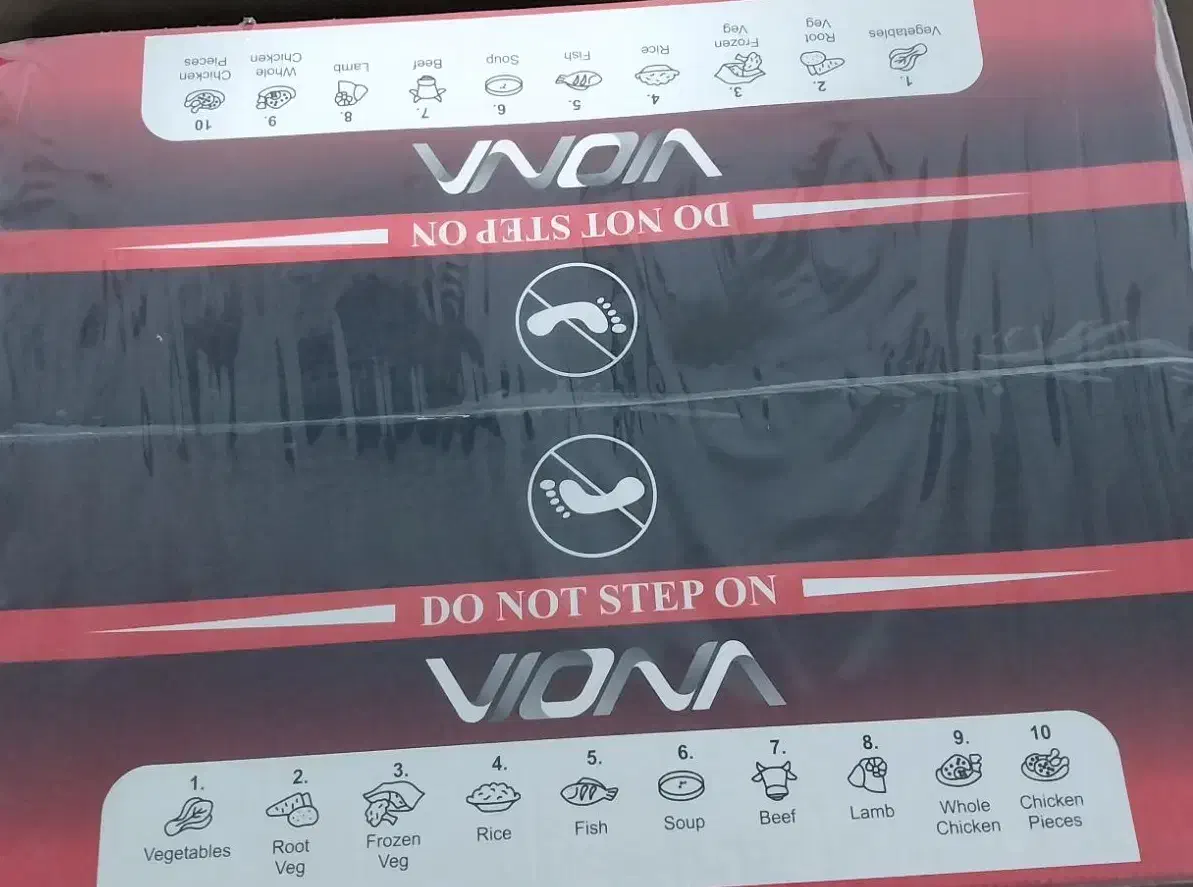 1. 2. 3. 4. 5. 6. 7. 8. 9. 10
Vegetables Root Veg Frozen Veg Rice Fish Soup Beef Lamb Whole Chicken Chicken Pieces
VIONA
DO NOT STEP ON
DO NOT STEP ON
VIONA
1. 2. 3. 4. 5. 6. 7. 8. 9. 10
Vegetables Root Veg Frozen Veg Rice Fish Soup Beef Lamb Whole Chicken Chicken Pieces